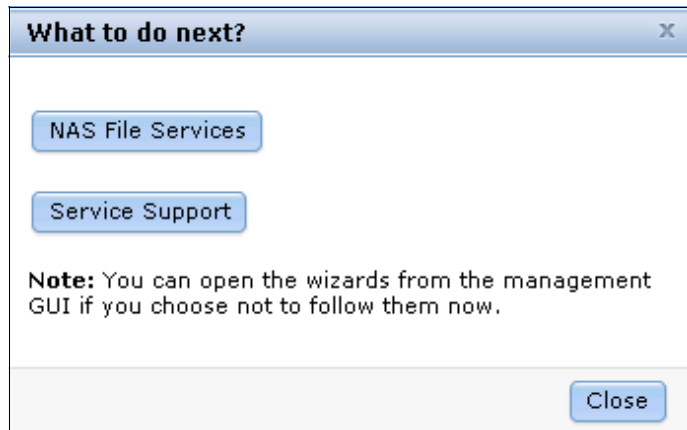 What to do next?
x
NAS File Services
Service Support
Note: You can open the wizards from the management
GUI if you choose not to follow them now.
Close